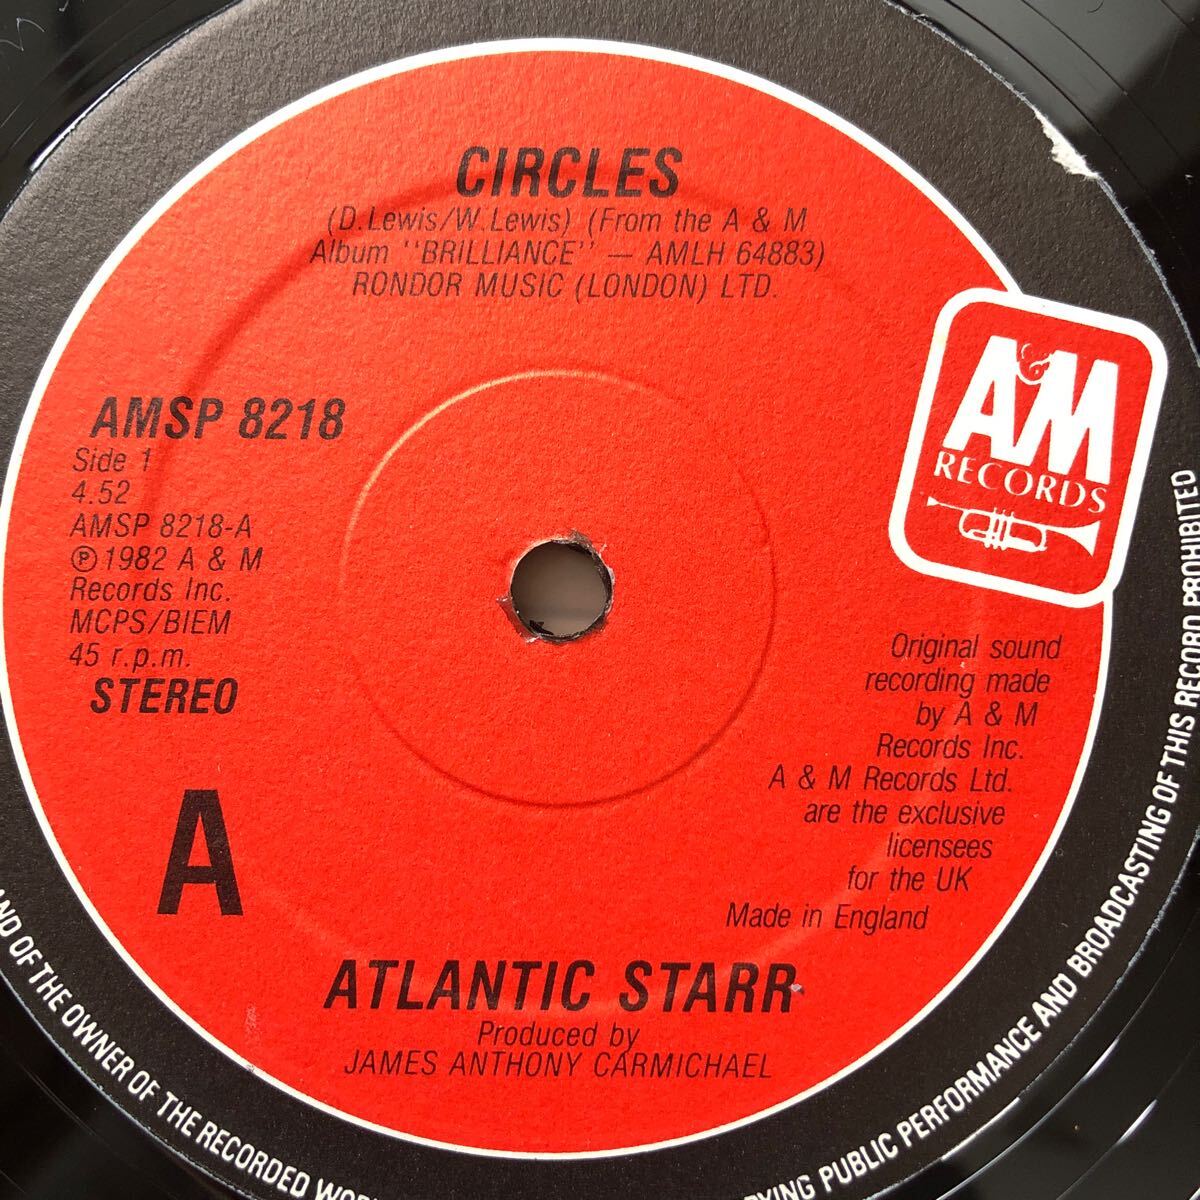 CIRCLES
(D.Lewis/W.Lewis) (From the A & M
Album "BRILLIANCE" — AMLH 64883)
RONDOR MUSIC (LONDON) LTD.
A&M
RECORDS
AMSP 8218
Side 1
4.52
AMSP 8218-A
℗ 1982 A & M
Records Inc.
MCPS/BIEM
45 r.p.m.
STEREO
A
Original sound
recording made
by A & M
Records Inc.
A & M Records Ltd.
are the exclusive
licensees
for the UK
Made in England
ATLANTIC STARR
Produced by
JAMES ANTHONY CARMICHAEL
OF THE OWNER OF THE RECORDED
PUBLIC PERFORMANCE AND BROADCASTING OF THIS RECORD PROHIBITED